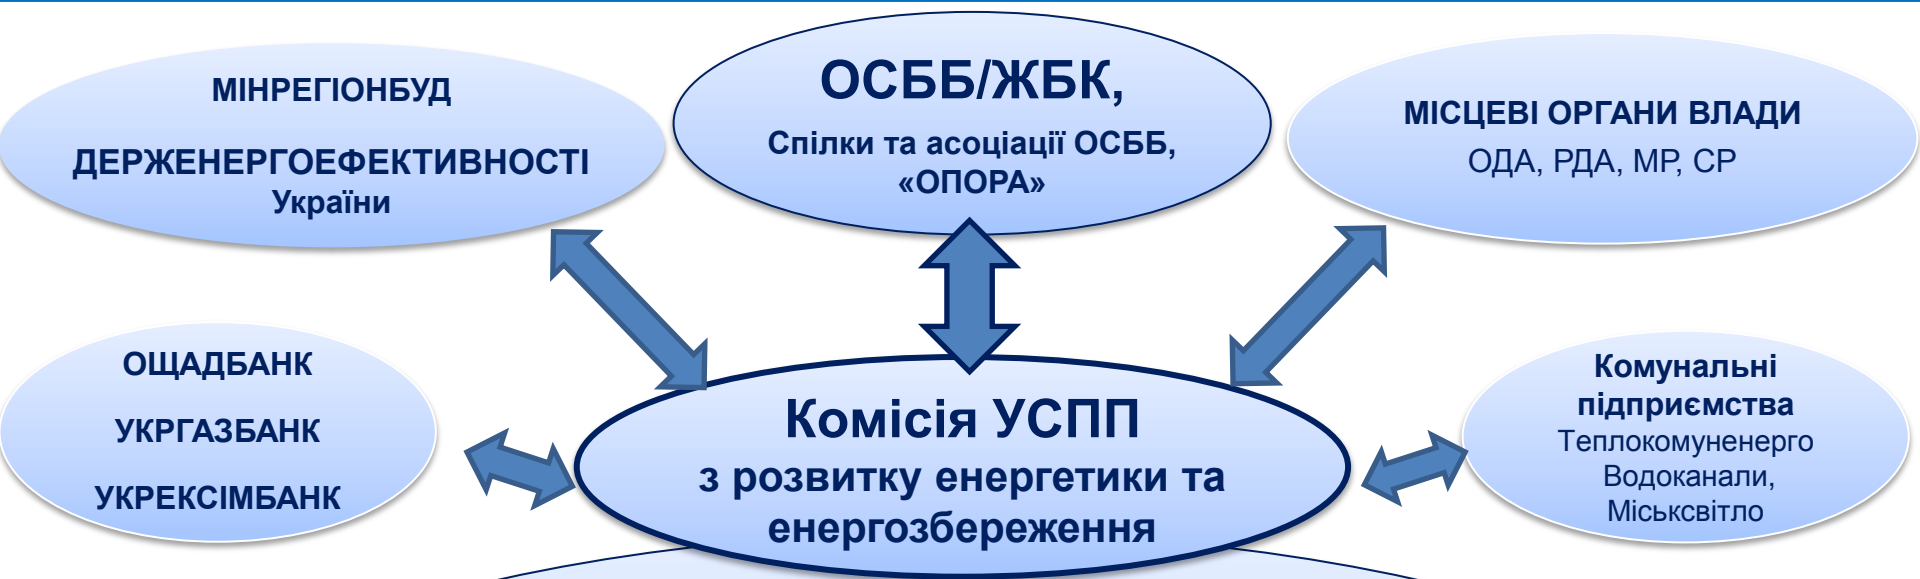 МІНРЕГІОНБУД
ДЕРЖЕНЕРГОЕФЕКТИВНОСТІ
України
ОСББ/ЖБК,
Спілки та асоціації ОСББ,
«ОПОРА»
МІСЦЕВІ ОРГАНИ ВЛАДИ
ОДА, РДА, МР, СР
ОЩАДБАНК
УКРГАЗБАНК
УКРЕКСІМБАНК
Комісія УСПП
з розвитку енергетики та
енергозбереження
Комунальні
підприємства
Теплокомуненерго
Водоканали,
Міськсвітло